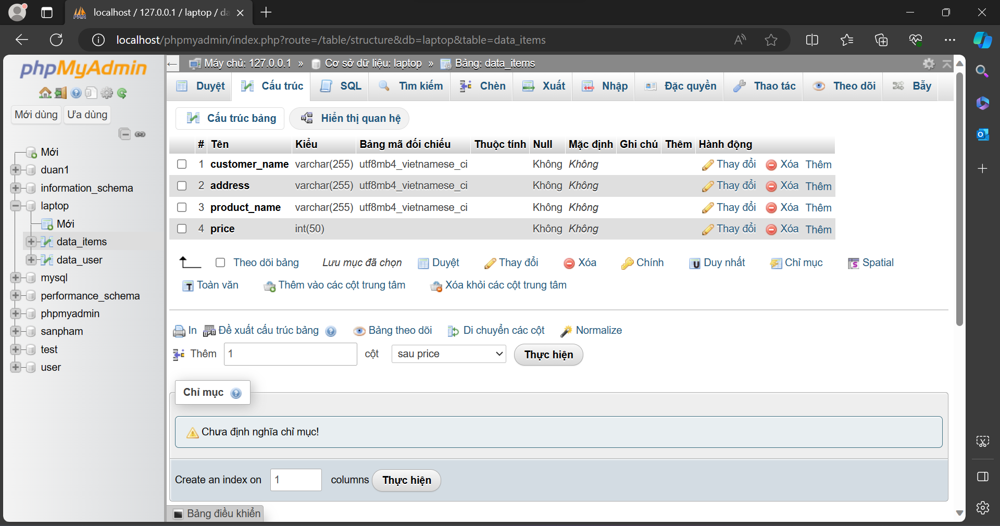 localhost / 127.0.0.1 / laptop / da
localhost/phpmyadmin/index.php?route=/table/structure&db=laptop&table=data_items
phpMyAdmin
Mới dùng Ưa dùng
Mới
duan1
information_schema
laptop
Mới
data_items
data_user
mysql
performance_schema
phpmyadmin
sanpham
test
user
Máy chủ: 127.0.0.1 » Cơ sở dữ liệu: laptop » Bảng: data_items
Duyệt Cấu trúc SQL Tìm kiếm Chèn Xuất Nhập Đặc quyền Thao tác Theo dõi Bẫy
Cấu trúc bảng Hiển thị quan hệ
# Tên Kiểu Bảng mã đối chiếu Thuộc tính Null Mặc định Ghi chú Thêm Hành động
1 customer_name varchar(255) utf8mb4_vietnamese_ci Không Không Thay đổi Xóa Thêm
2 address varchar(255) utf8mb4_vietnamese_ci Không Không Thay đổi Xóa Thêm
3 product_name varchar(255) utf8mb4_vietnamese_ci Không Không Thay đổi Xóa Thêm
4 price int(50) Không Không Thay đổi Xóa Thêm
Theo dõi bảng Lưu mục đã chọn Duyệt Thay đổi Xóa Chính Duy nhất Chỉ mục Spatial
Toàn văn Thêm vào các cột trung tâm Xóa khỏi các cột trung tâm
In Đề xuất cấu trúc bảng Bảng theo dõi Di chuyển các cột Normalize
Thêm 1 cột sau price Thực hiện
Chỉ mục
Chưa định nghĩa chỉ mục!
Create an index on 1 columns Thực hiện
Bảng điều khiển